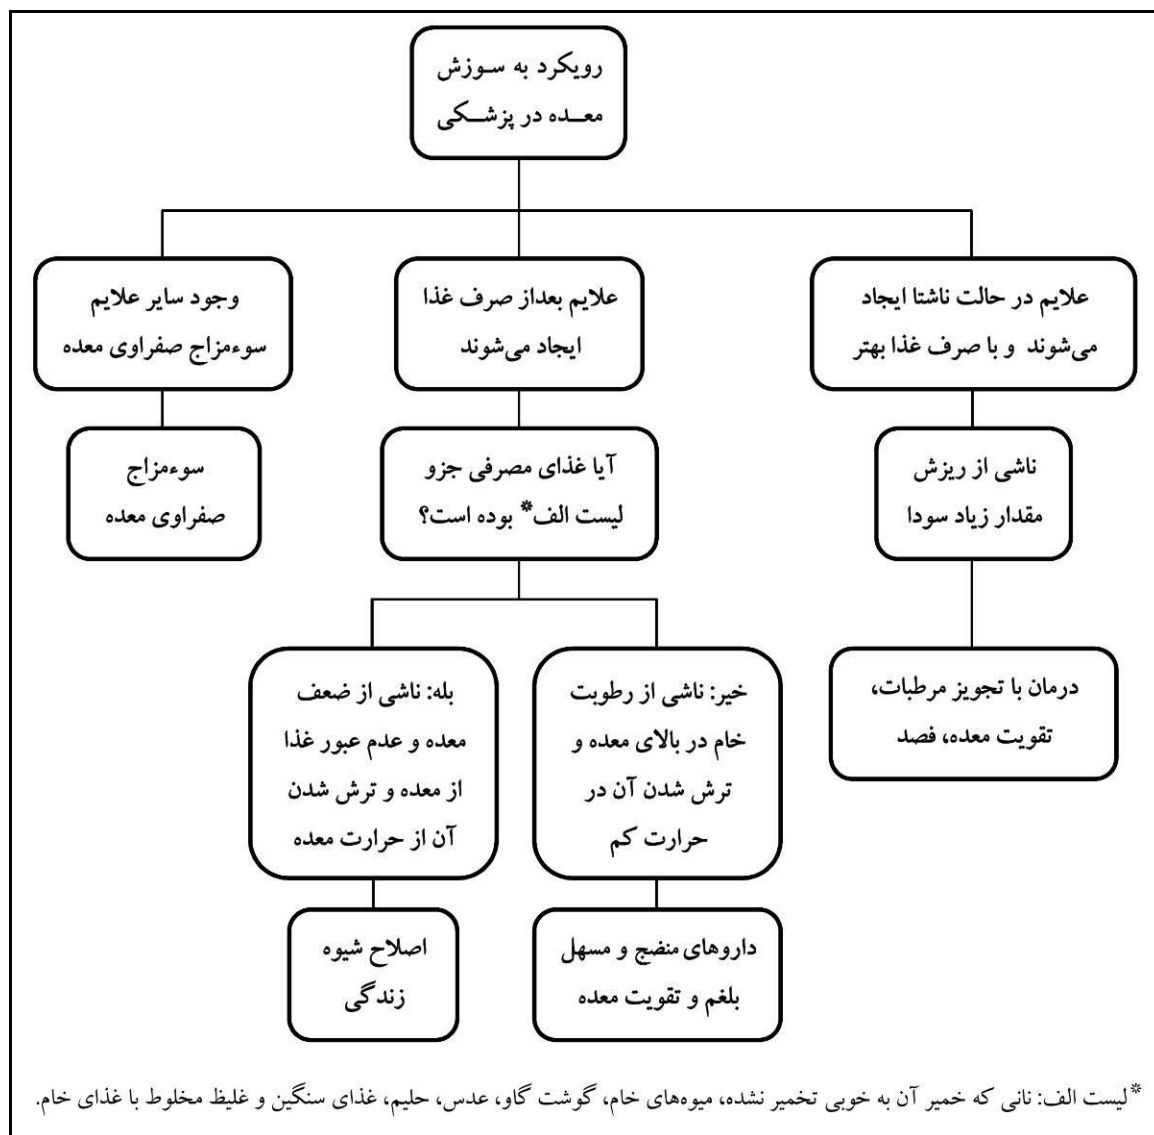 رویکرد به سوزش
معده در پزشکی
علایم در حالت ناشتا ایجاد
می‌شوند و با صرف غذا بهتر
علایم بعداز صرف غذا
ایجاد می‌شوند
وجود سایر علایم
سوءمزاج صفراوی معده
ناشی از ریزش
مقدار زیاد سودا
آیا غذای مصرفی جزو
لیست الف* بوده است؟
سوءمزاج
صفراوی معده
درمان با تجویز مرطبات،
تقویت معده، فصد
خیر: ناشی از رطوبت
خام در بالای معده و
ترش شدن آن در
حرارت کم
بله: ناشی از ضعف
معده و عدم عبور غذا
از معده و ترش شدن
آن از حرارت معده
داروهای منضج و مسهل
بلغم و تقویت معده
اصلاح شیوه
زندگی
*لیست الف: نانی که خمیر آن به خوبی تخمیر نشده، میوه‌های خام، گوشت گاو، عدس، حلیم، غذای سنگین و غلیظ مخلوط با غذای خام.